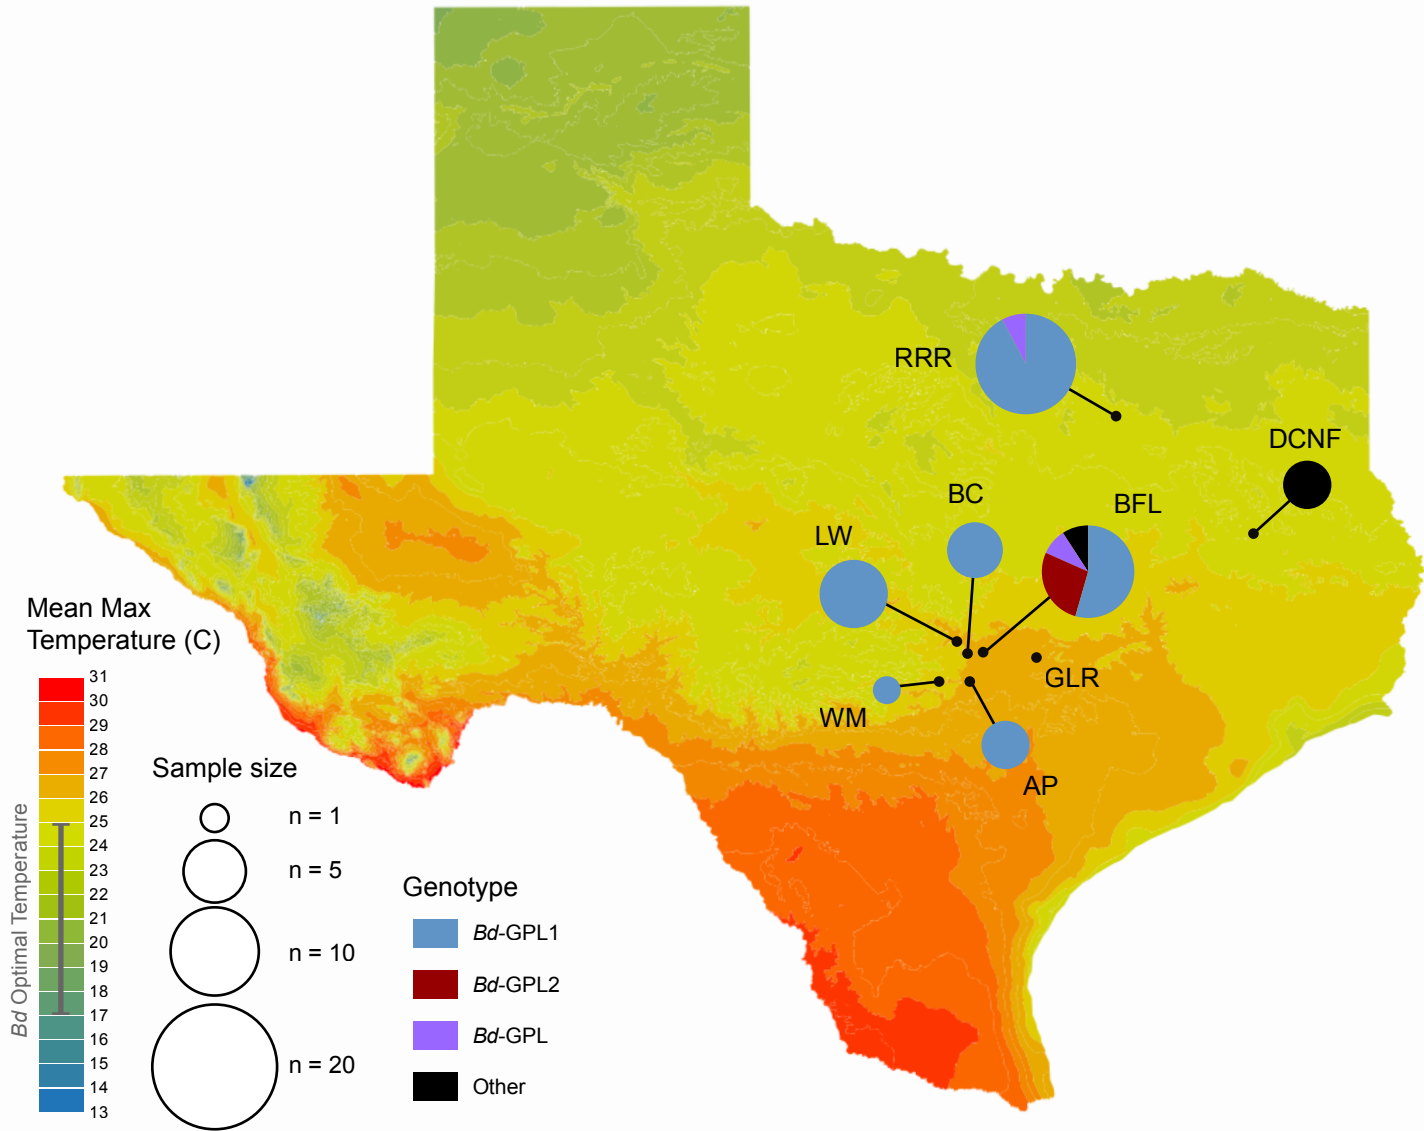 RRR
DCNF
BC
BFL
LW
GLR
WM
AP
Mean Max
Temperature (C)
31
30
29
28
27
26
25
24
23
22
21
20
19
18
17
16
15
14
13
Bd Optimal Temperature
Sample size
n = 1
n = 5
n = 10
n = 20
Genotype
Bd-GPL1
Bd-GPL2
Bd-GPL
Other